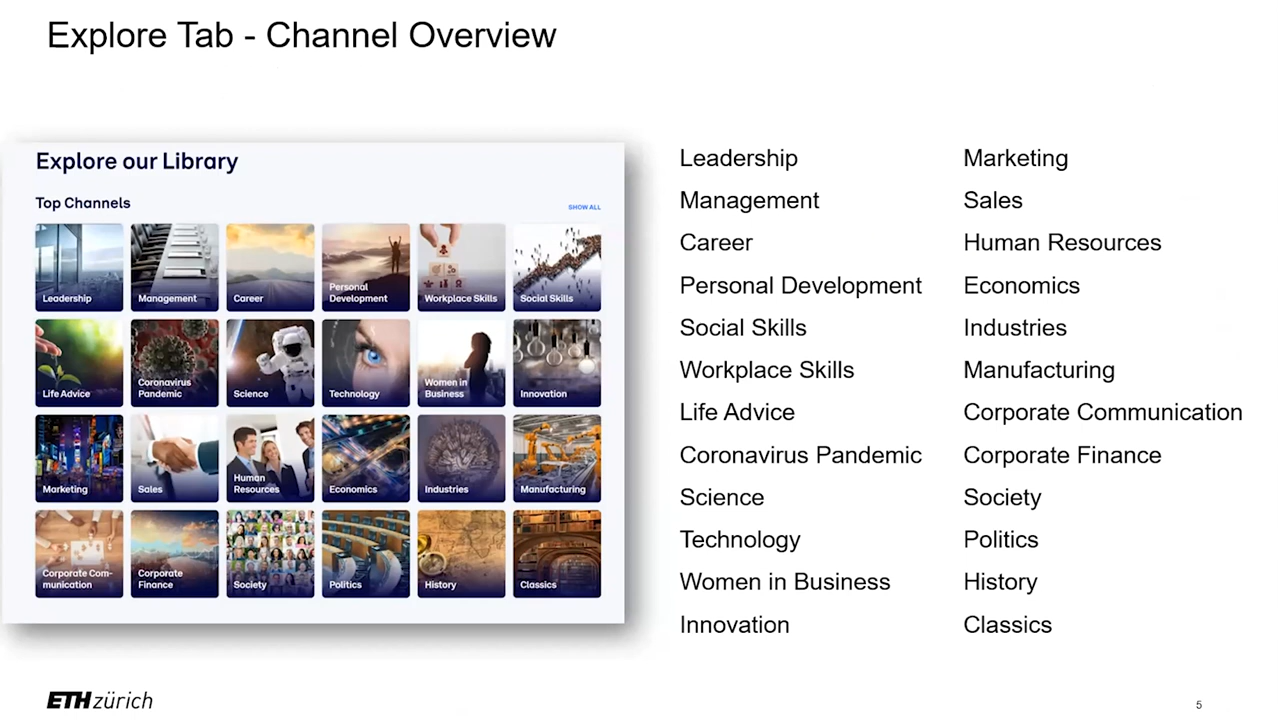 Explore Tab - Channel Overview
Explore our Library
Top Channels
SHOW ALL
Leadership
Management
Career
Personal
Development
Workplace Skills
Social Skills
Life Advice
Coronavirus
Pandemic
Science
Technology
Women in
Business
Innovation
Marketing
Sales
Human
Resources
Economics
Industries
Manufacturing
Corporate Com-
munication
Corporate
Finance
Society
Politics
History
Classics
Leadership
Management
Career
Personal Development
Social Skills
Workplace Skills
Life Advice
Coronavirus Pandemic
Science
Technology
Women in Business
Innovation
Marketing
Sales
Human Resources
Economics
Industries
Manufacturing
Corporate Communication
Corporate Finance
Society
Politics
History
Classics
ETH zürich
5